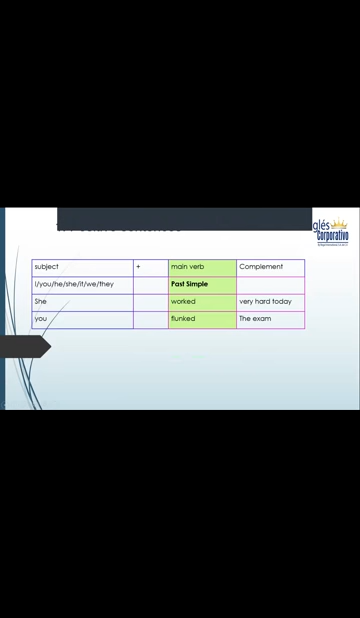 glés
Corporativo
subject + main verb Complement
I/you/he/she/it/we/they Past Simple
She worked very hard today
you flunked The exam